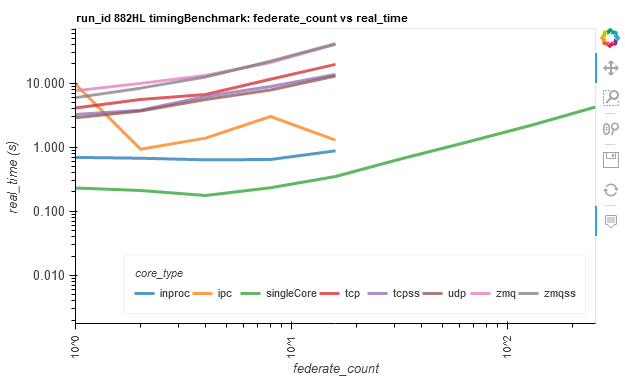 run_id 882HL timingBenchmark: federate_count vs real_time
10.000
1.000
0.100
0.010
real_time (s)
core_type
inproc ipc singleCore tcp tcpss udp zmq zmqss
10^0 10^1 10^2
federate_count